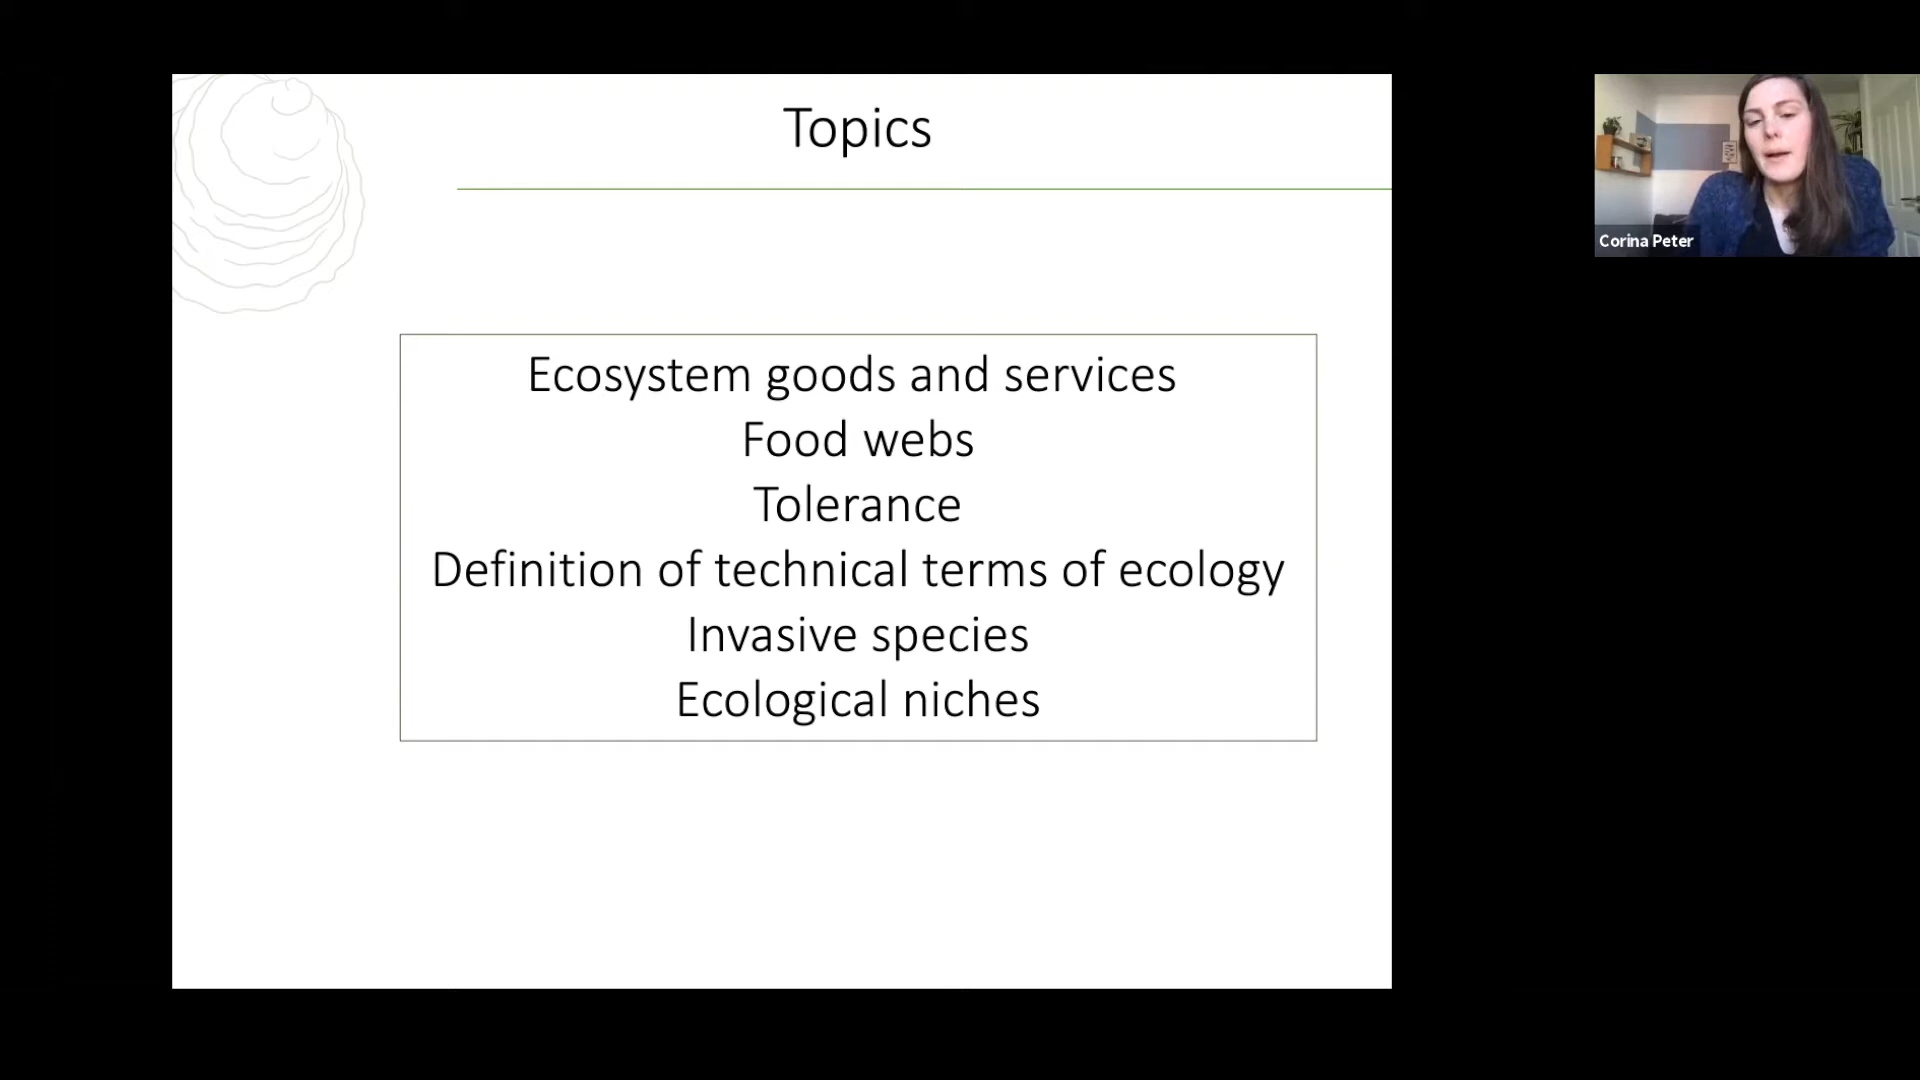 Topics
Ecosystem goods and services
Food webs
Tolerance
Definition of technical terms of ecology
Invasive species
Ecological niches
Corina Peter